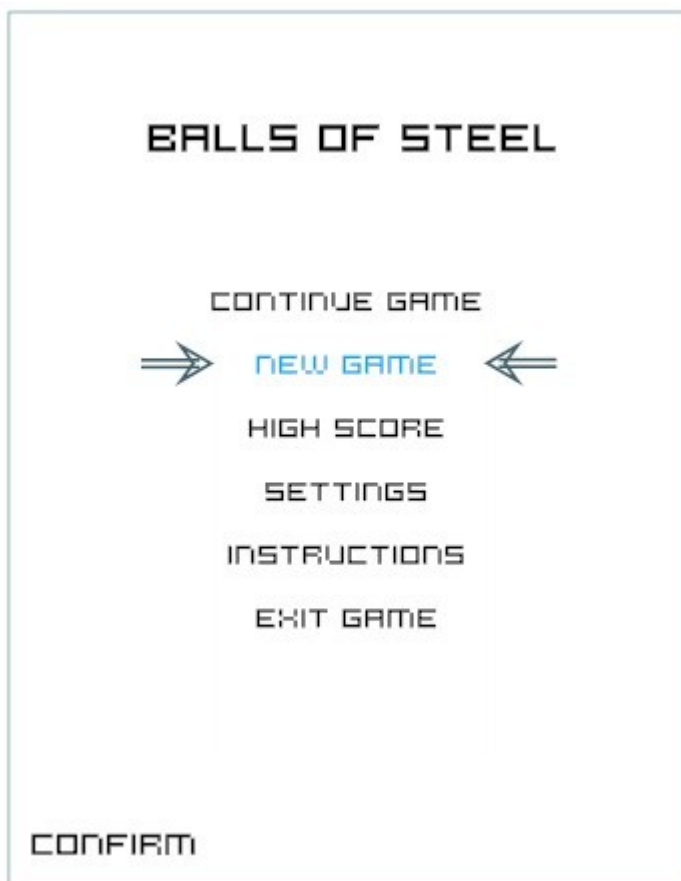 BALLS OF STEEL
CONTINUE GAME
NEW GAME
HIGH SCORE
SETTINGS
INSTRUCTIONS
EXIT GAME
CONFIRM